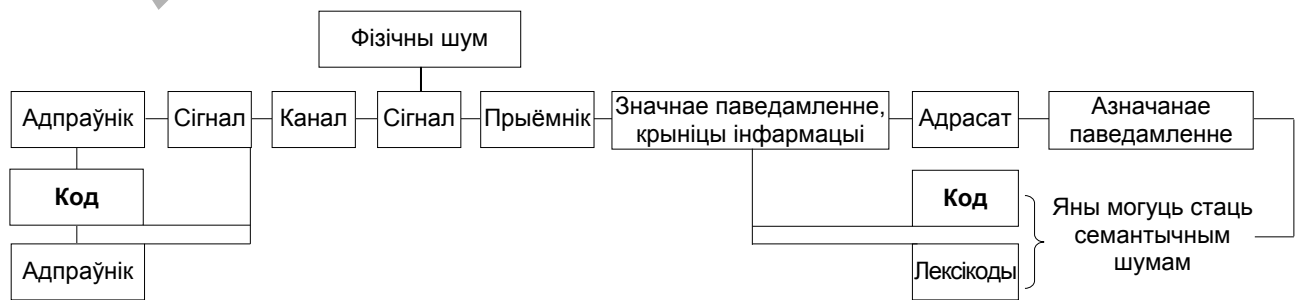 Фізічны шум
Адпраўнік
Сігнал
Канал
Сігнал
Прыёмнік
Значнае паведамленне,
крыніцы інфармацыі
Адрасат
Азначанае
паведамленне
Код
Код
Яны могуць стаць
семантычным
шумам
Адпраўнік
Лексікоды